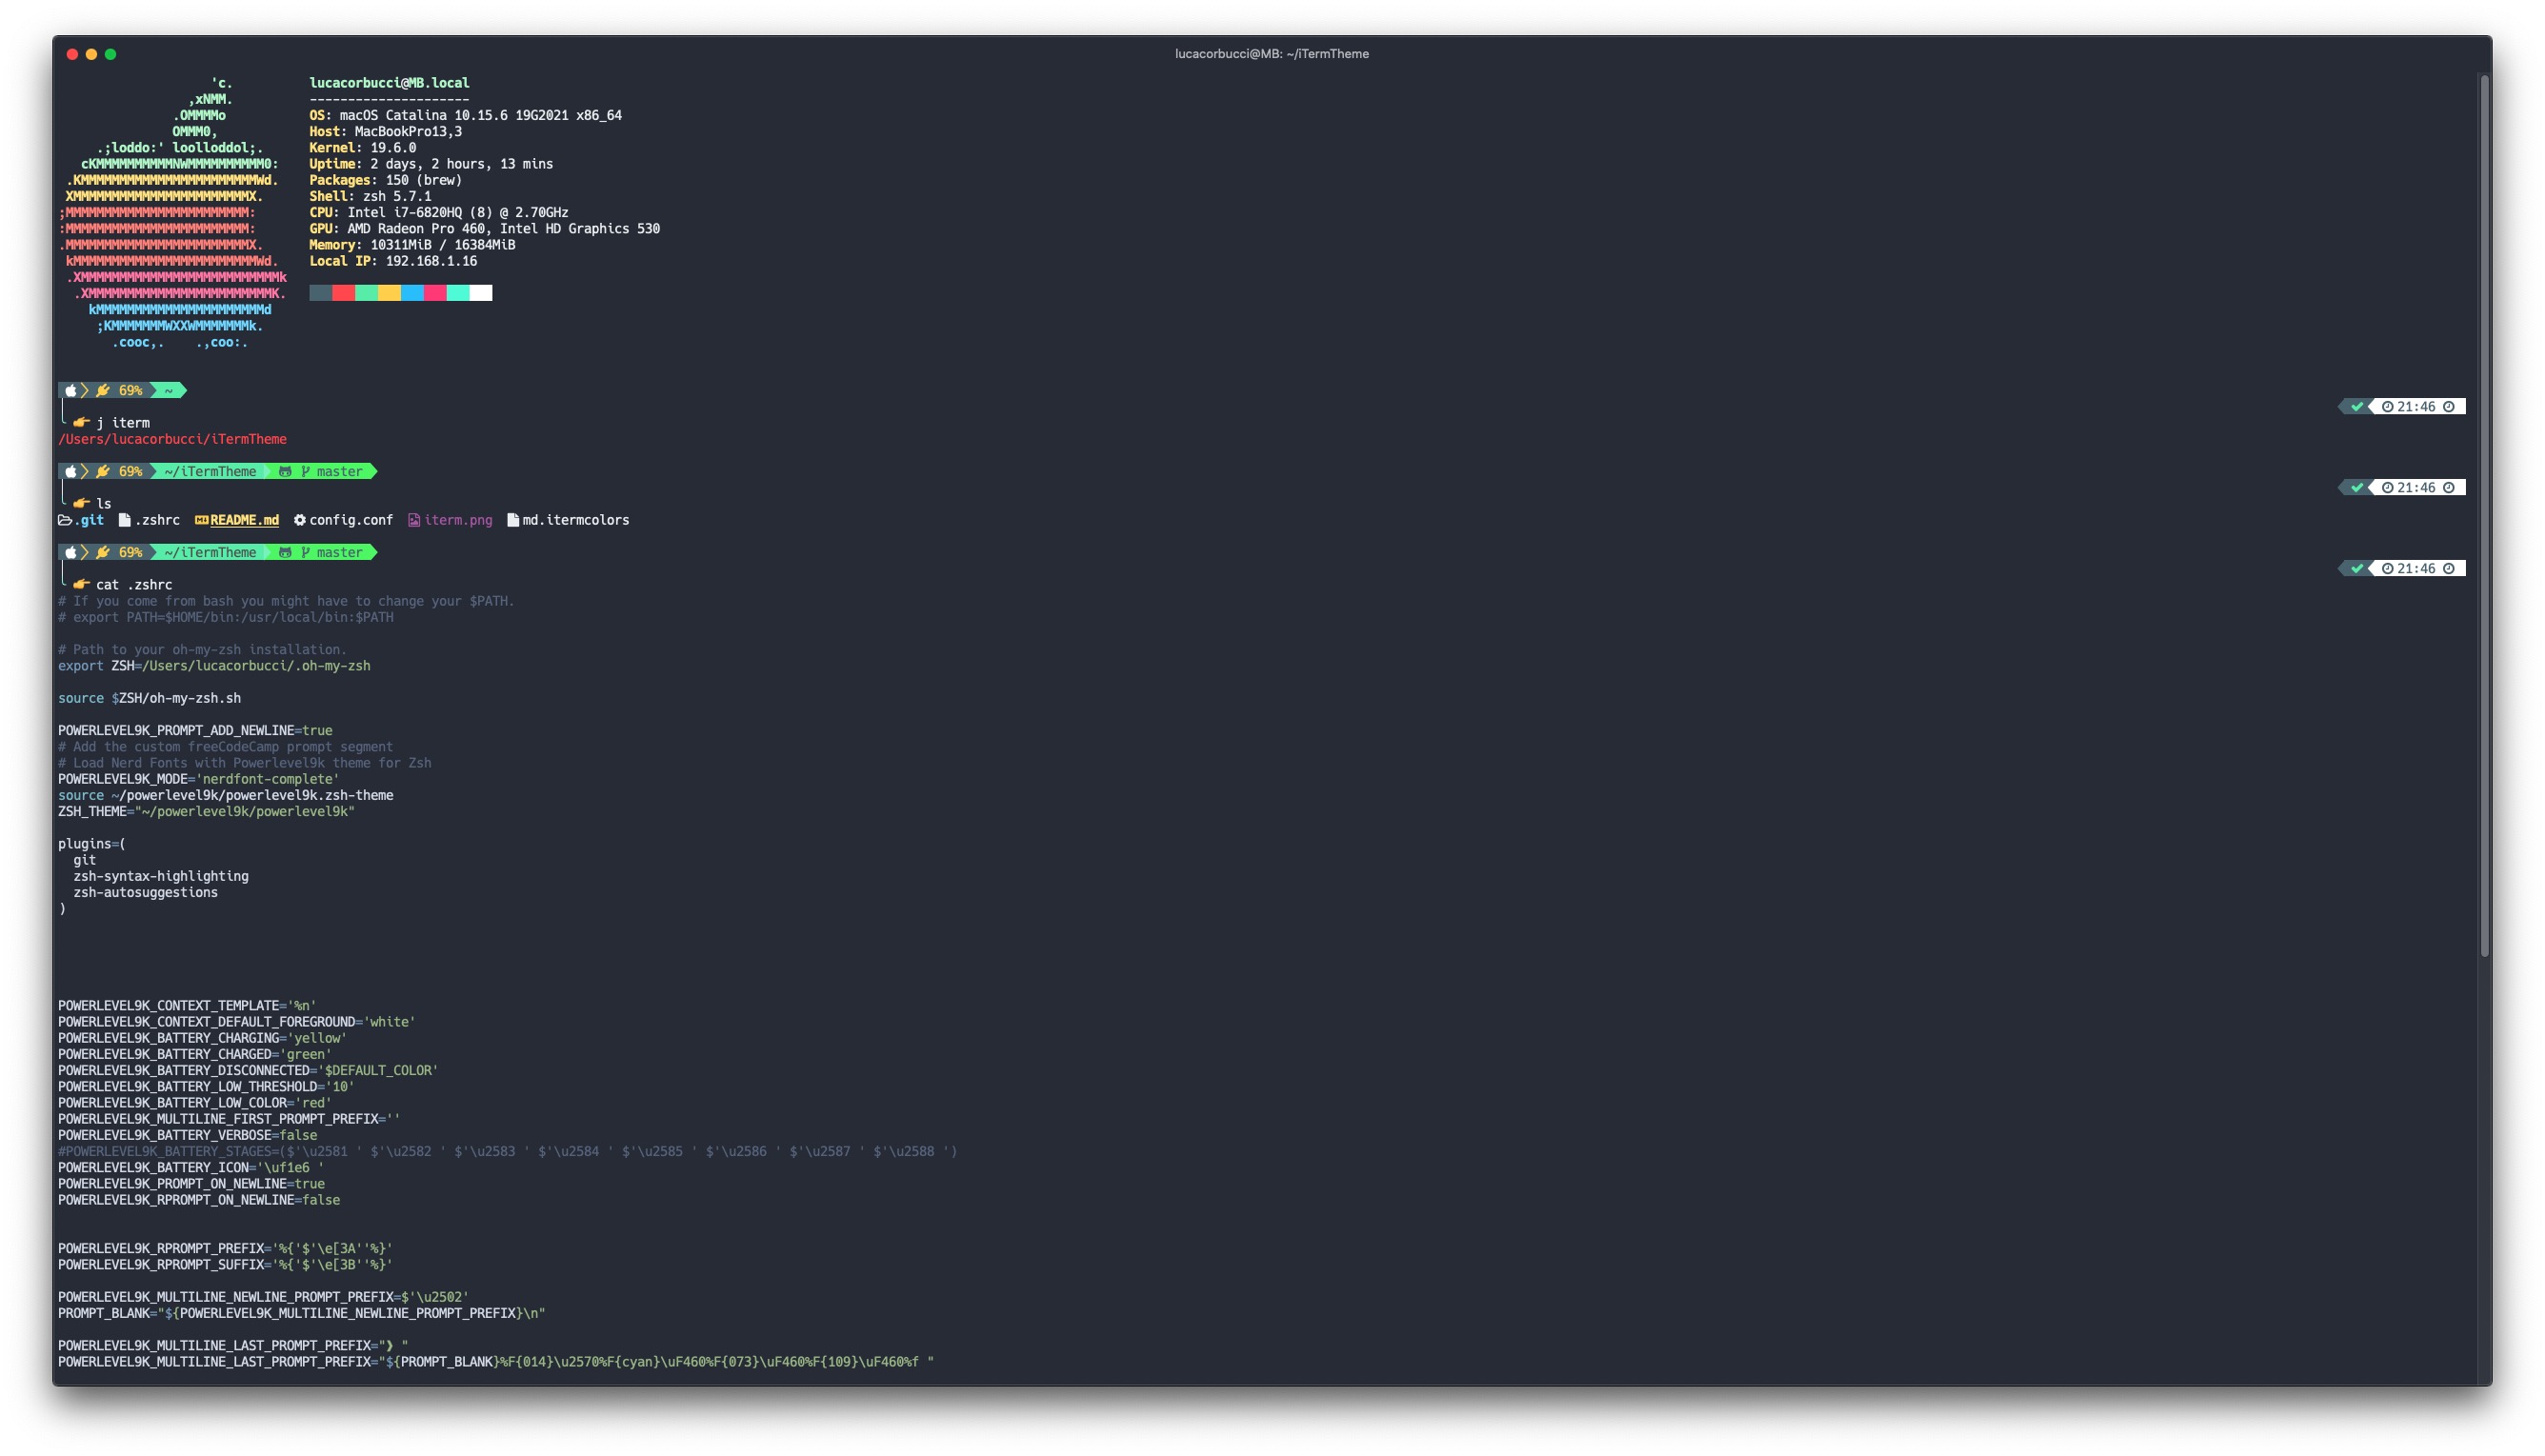 lucacorbucci@MB: ~/iTermTheme
                    'c.          lucacorbucci@MB.local
                 ,xNMM.          ---------------------
               .OMMMMo           OS: macOS Catalina 10.15.6 19G2021 x86_64
               OMMM0,            Host: MacBookPro13,3
     .;loddo:' loolloddol;.      Kernel: 19.6.0
   cKMMMMMMMMMMNWMMMMMMMMMM0:    Uptime: 2 days, 2 hours, 13 mins
 .KMMMMMMMMMMMMMMMMMMMMMMMWd.    Packages: 150 (brew)
 XMMMMMMMMMMMMMMMMMMMMMMMX.      Shell: zsh 5.7.1
;MMMMMMMMMMMMMMMMMMMMMMMM:       CPU: Intel i7-6820HQ (8) @ 2.70GHz
:MMMMMMMMMMMMMMMMMMMMMMMM:       GPU: AMD Radeon Pro 460, Intel HD Graphics 530
.MMMMMMMMMMMMMMMMMMMMMMMMX.      Memory: 10311MiB / 16384MiB
 kMMMMMMMMMMMMMMMMMMMMMMMMWd.    Local IP: 192.168.1.16
 .XMMMMMMMMMMMMMMMMMMMMMMMMMMk
  .XMMMMMMMMMMMMMMMMMMMMMMMMK.
    kMMMMMMMMMMMMMMMMMMMMMMd
     ;KMMMMMMMWXXWMMMMMMMk.
       .cooc,.    .,coo:.
69% ~
21:46
👉 j iterm
/Users/lucacorbucci/iTermTheme
69% ~/iTermTheme master
21:46
👉 ls
.git .zshrc README.md config.conf iterm.png md.itermcolors
69% ~/iTermTheme master
21:46
👉 cat .zshrc
# If you come from bash you might have to change your $PATH.
# export PATH=$HOME/bin:/usr/local/bin:$PATH
# Path to your oh-my-zsh installation.
export ZSH=/Users/lucacorbucci/.oh-my-zsh
source $ZSH/oh-my-zsh.sh
POWERLEVEL9K_PROMPT_ADD_NEWLINE=true
# Add the custom freeCodeCamp prompt segment
# Load Nerd Fonts with Powerlevel9k theme for Zsh
POWERLEVEL9K_MODE='nerdfont-complete'
source ~/powerlevel9k/powerlevel9k.zsh-theme
ZSH_THEME="~/powerlevel9k/powerlevel9k"
plugins=(
  git
  zsh-syntax-highlighting
  zsh-autosuggestions
)
POWERLEVEL9K_CONTEXT_TEMPLATE='%n'
POWERLEVEL9K_CONTEXT_DEFAULT_FOREGROUND='white'
POWERLEVEL9K_BATTERY_CHARGING='yellow'
POWERLEVEL9K_BATTERY_CHARGED='green'
POWERLEVEL9K_BATTERY_DISCONNECTED='$DEFAULT_COLOR'
POWERLEVEL9K_BATTERY_LOW_THRESHOLD='10'
POWERLEVEL9K_BATTERY_LOW_COLOR='red'
POWERLEVEL9K_MULTILINE_FIRST_PROMPT_PREFIX=''
POWERLEVEL9K_BATTERY_VERBOSE=false
#POWERLEVEL9K_BATTERY_STAGES=($'\u2581 ' $'\u2582 ' $'\u2583 ' $'\u2584 ' $'\u2585 ' $'\u2586 ' $'\u2587 ' $'\u2588 ')
POWERLEVEL9K_BATTERY_ICON='\uf1e6 '
POWERLEVEL9K_PROMPT_ON_NEWLINE=true
POWERLEVEL9K_RPROMPT_ON_NEWLINE=false
POWERLEVEL9K_RPROMPT_PREFIX='%{'$'\e[3A''%}'
POWERLEVEL9K_RPROMPT_SUFFIX='%{'$'\e[3B''%}'
POWERLEVEL9K_MULTILINE_NEWLINE_PROMPT_PREFIX=$'\u2502'
PROMPT_BLANK="${POWERLEVEL9K_MULTILINE_NEWLINE_PROMPT_PREFIX}\n"
POWERLEVEL9K_MULTILINE_LAST_PROMPT_PREFIX="❱ "
POWERLEVEL9K_MULTILINE_LAST_PROMPT_PREFIX="${PROMPT_BLANK}%F{014}\u2570%F{cyan}\uF460%F{073}\uF460%F{109}\uF460%f "